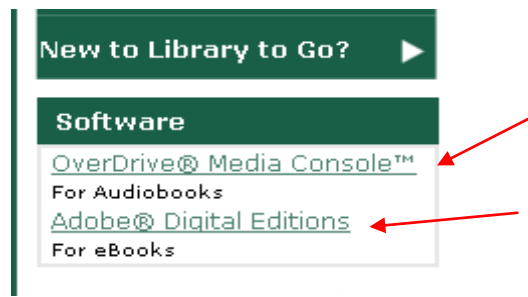 New to Library to Go?
Software
OverDrive® Media Console™
For Audiobooks
Adobe® Digital Editions
For eBooks